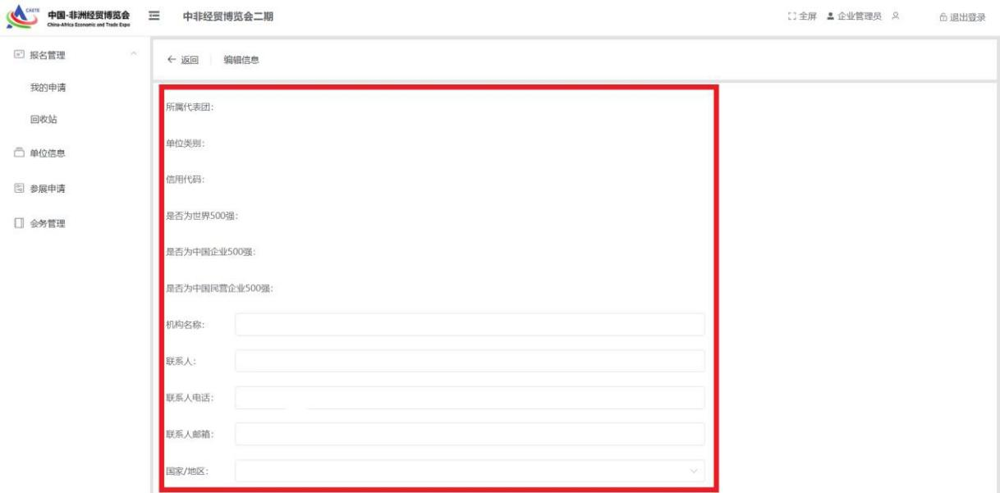 CAETE 中国-非洲经贸博览会
China-Africa Economic and Trade Expo
中非经贸博览会二期
全屏 企业管理员 退出登录
报名管理
我的申请
回收站
单位信息
参展申请
会务管理
返回 编辑信息
所属代表团：
单位类别：
信用代码：
是否为世界500强：
是否为中国企业500强：
是否为中国民营企业500强：
机构名称：
联系人：
联系人电话：
联系人邮箱：
国家/地区：